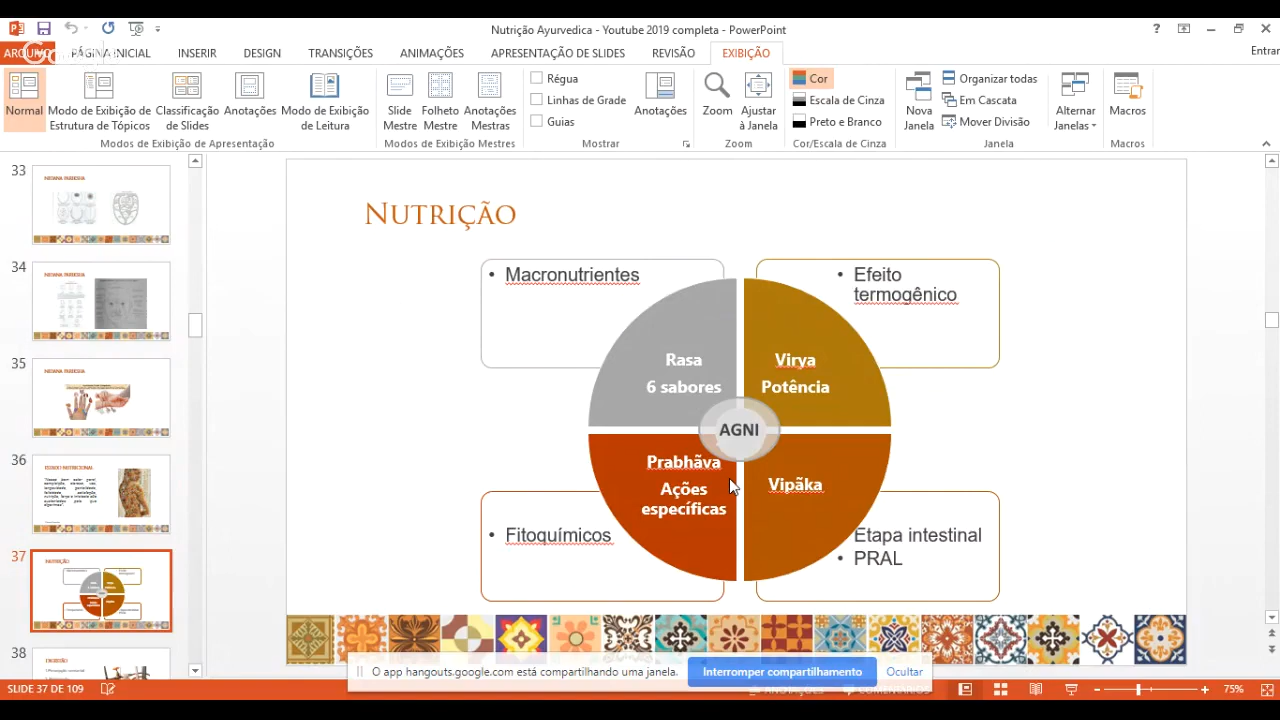 Nutrição Ayurvedica - Youtube 2019 completa - PowerPoint
Entrar
ARQUIVO PÁGINA INICIAL INSERIR DESIGN TRANSIÇÕES ANIMAÇÕES APRESENTAÇÃO DE SLIDES REVISÃO EXIBIÇÃO
Normal
Modo de Exibição de
Estrutura de Tópicos
Classificação
de Slides
Anotações
Modo de Exibição
de Leitura
Modos de Exibição de Apresentação
Slide
Mestre
Folheto
Mestre
Anotações
Mestras
Modos de Exibição Mestres
Régua
Linhas de Grade
Guias
Anotações
Mostrar
Zoom
Ajustar
à Janela
Zoom
Cor
Escala de Cinza
Preto e Branco
Cor/Escala de Cinza
Nova
Janela
Organizar todas
Em Cascata
Mover Divisão
Alternar
Janelas
Janela
Macros
Macros
33
34
35
36
37
38
Nutrição
• Macronutrientes
• Efeito
termogênico
Rasa
6 sabores
Virya
Potência
AGNI
Prabhãva
Ações
específicas
Vipãka
• Fitoquímicos
Etapa intestinal
• PRAL
O app hangouts.google.com está compartilhando uma janela.
Interromper compartilhamento
Ocultar
SLIDE 37 DE 109
ANOTAÇÕES
COMENTÁRIOS
75%